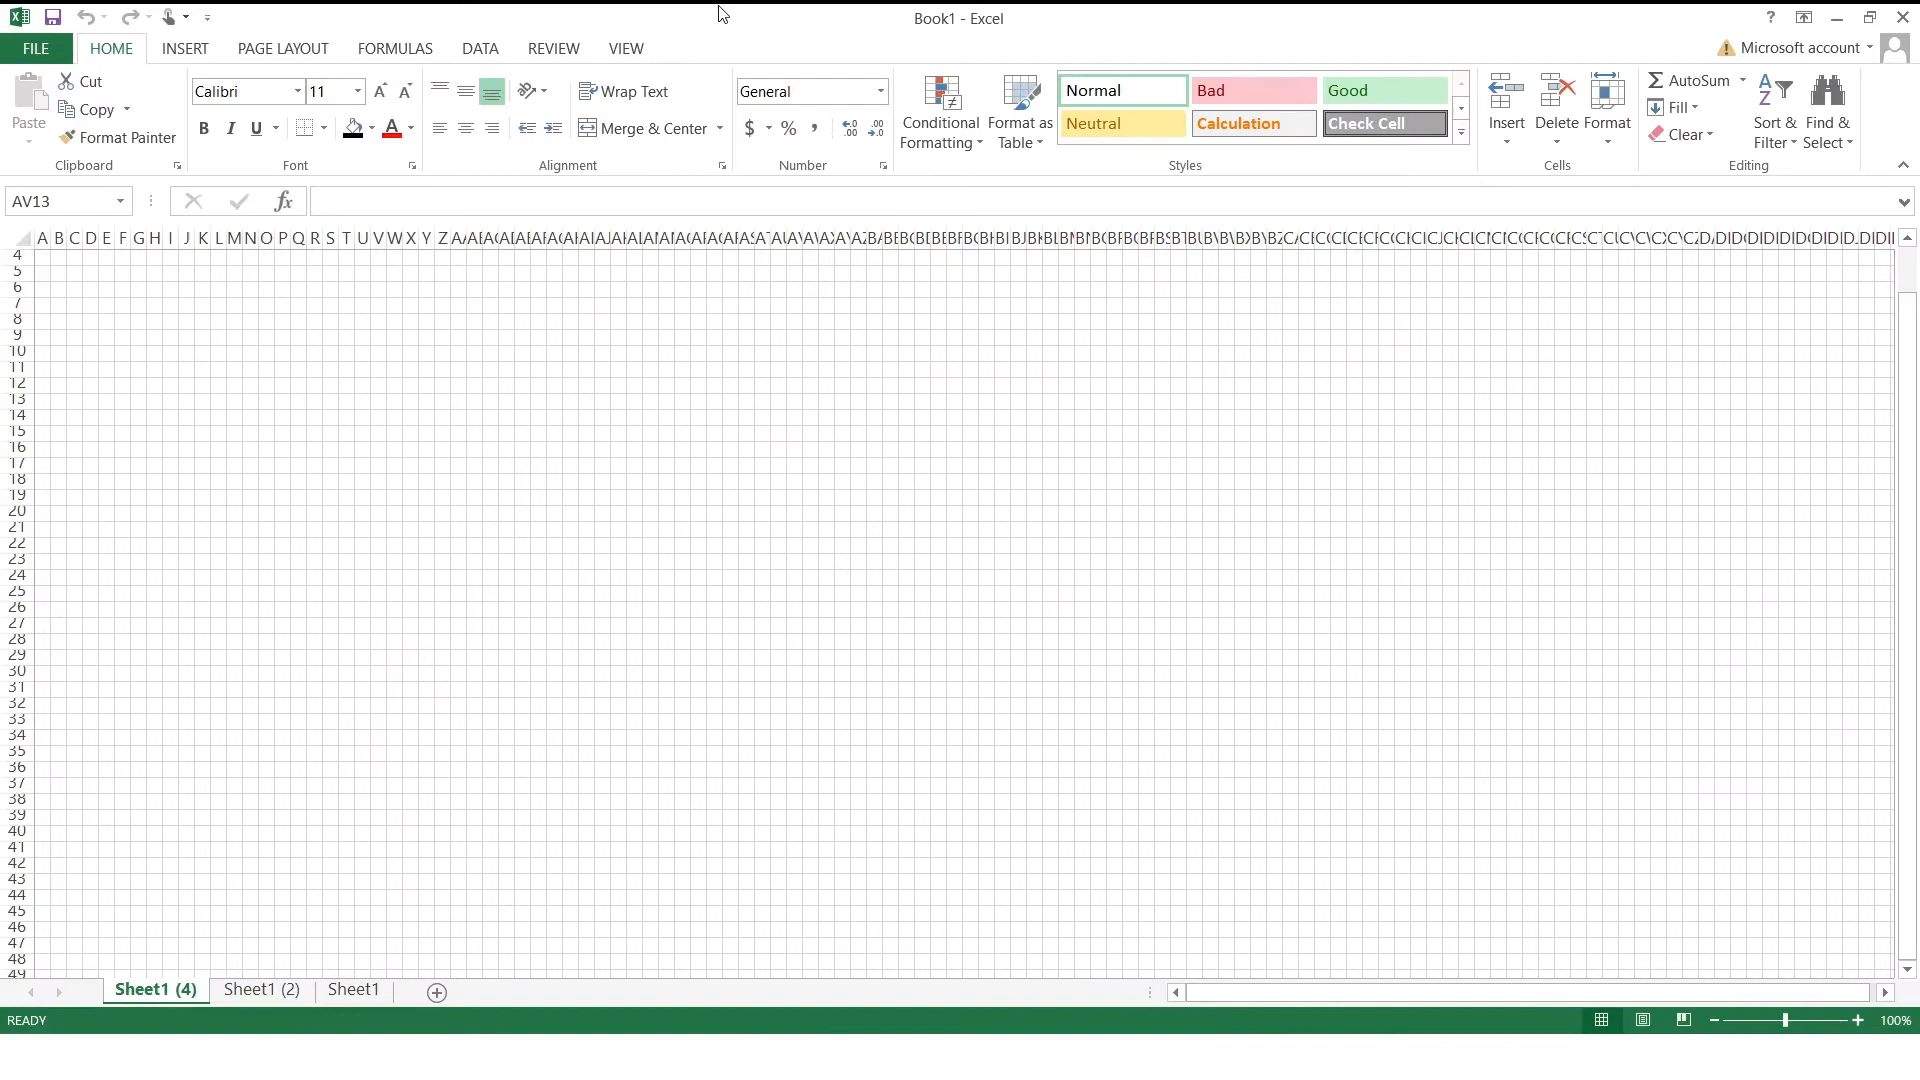 Book1 - Excel
?
FILE HOME INSERT PAGE LAYOUT FORMULAS DATA REVIEW VIEW Microsoft account
Paste
Cut
Copy
Format Painter
Clipboard
Calibri 11
B I U
Font
Wrap Text
Merge & Center
Alignment
General
$ % ,
Number
Conditional
Formatting
Format as
Table
Normal Bad Good
Neutral Calculation Check Cell
Styles
Insert Delete Format
Cells
AutoSum
Fill
Clear
Sort &
Filter
Find &
Select
Editing
AV13
fx
A B C D E F G H I J K L M N O P Q R S T U V W X Y Z
4
5
6
7
8
9
10
11
12
13
14
15
16
17
18
19
20
21
22
23
24
25
26
27
28
29
30
31
32
33
34
35
36
37
38
39
40
41
42
43
44
45
46
47
48
49
Sheet1 (4) Sheet1 (2) Sheet1
READY 100%